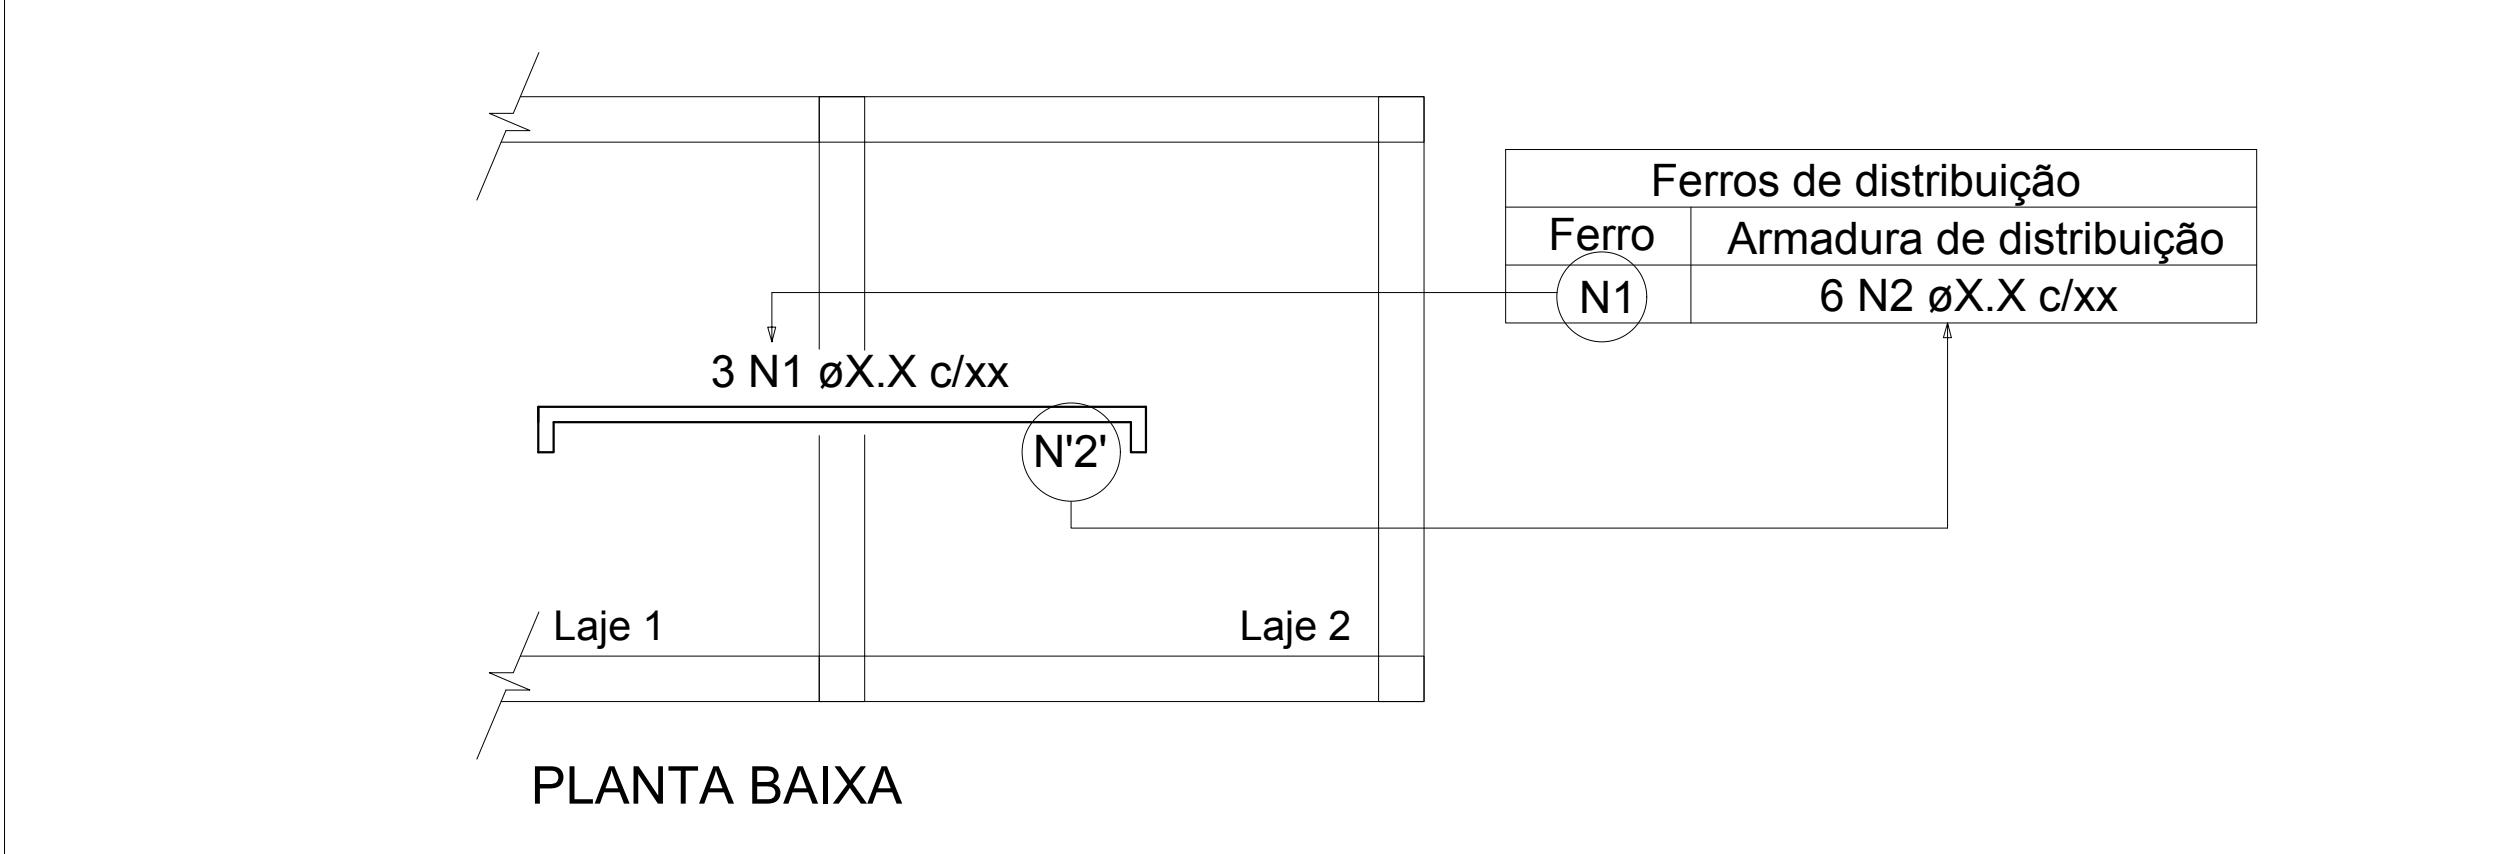 Ferros de distribuição
Ferro Armadura de distribuição
N1 6 N2 øX.X c/xx
3 N1 øX.X c/xx
N'2'
Laje 1 Laje 2
PLANTA BAIXA